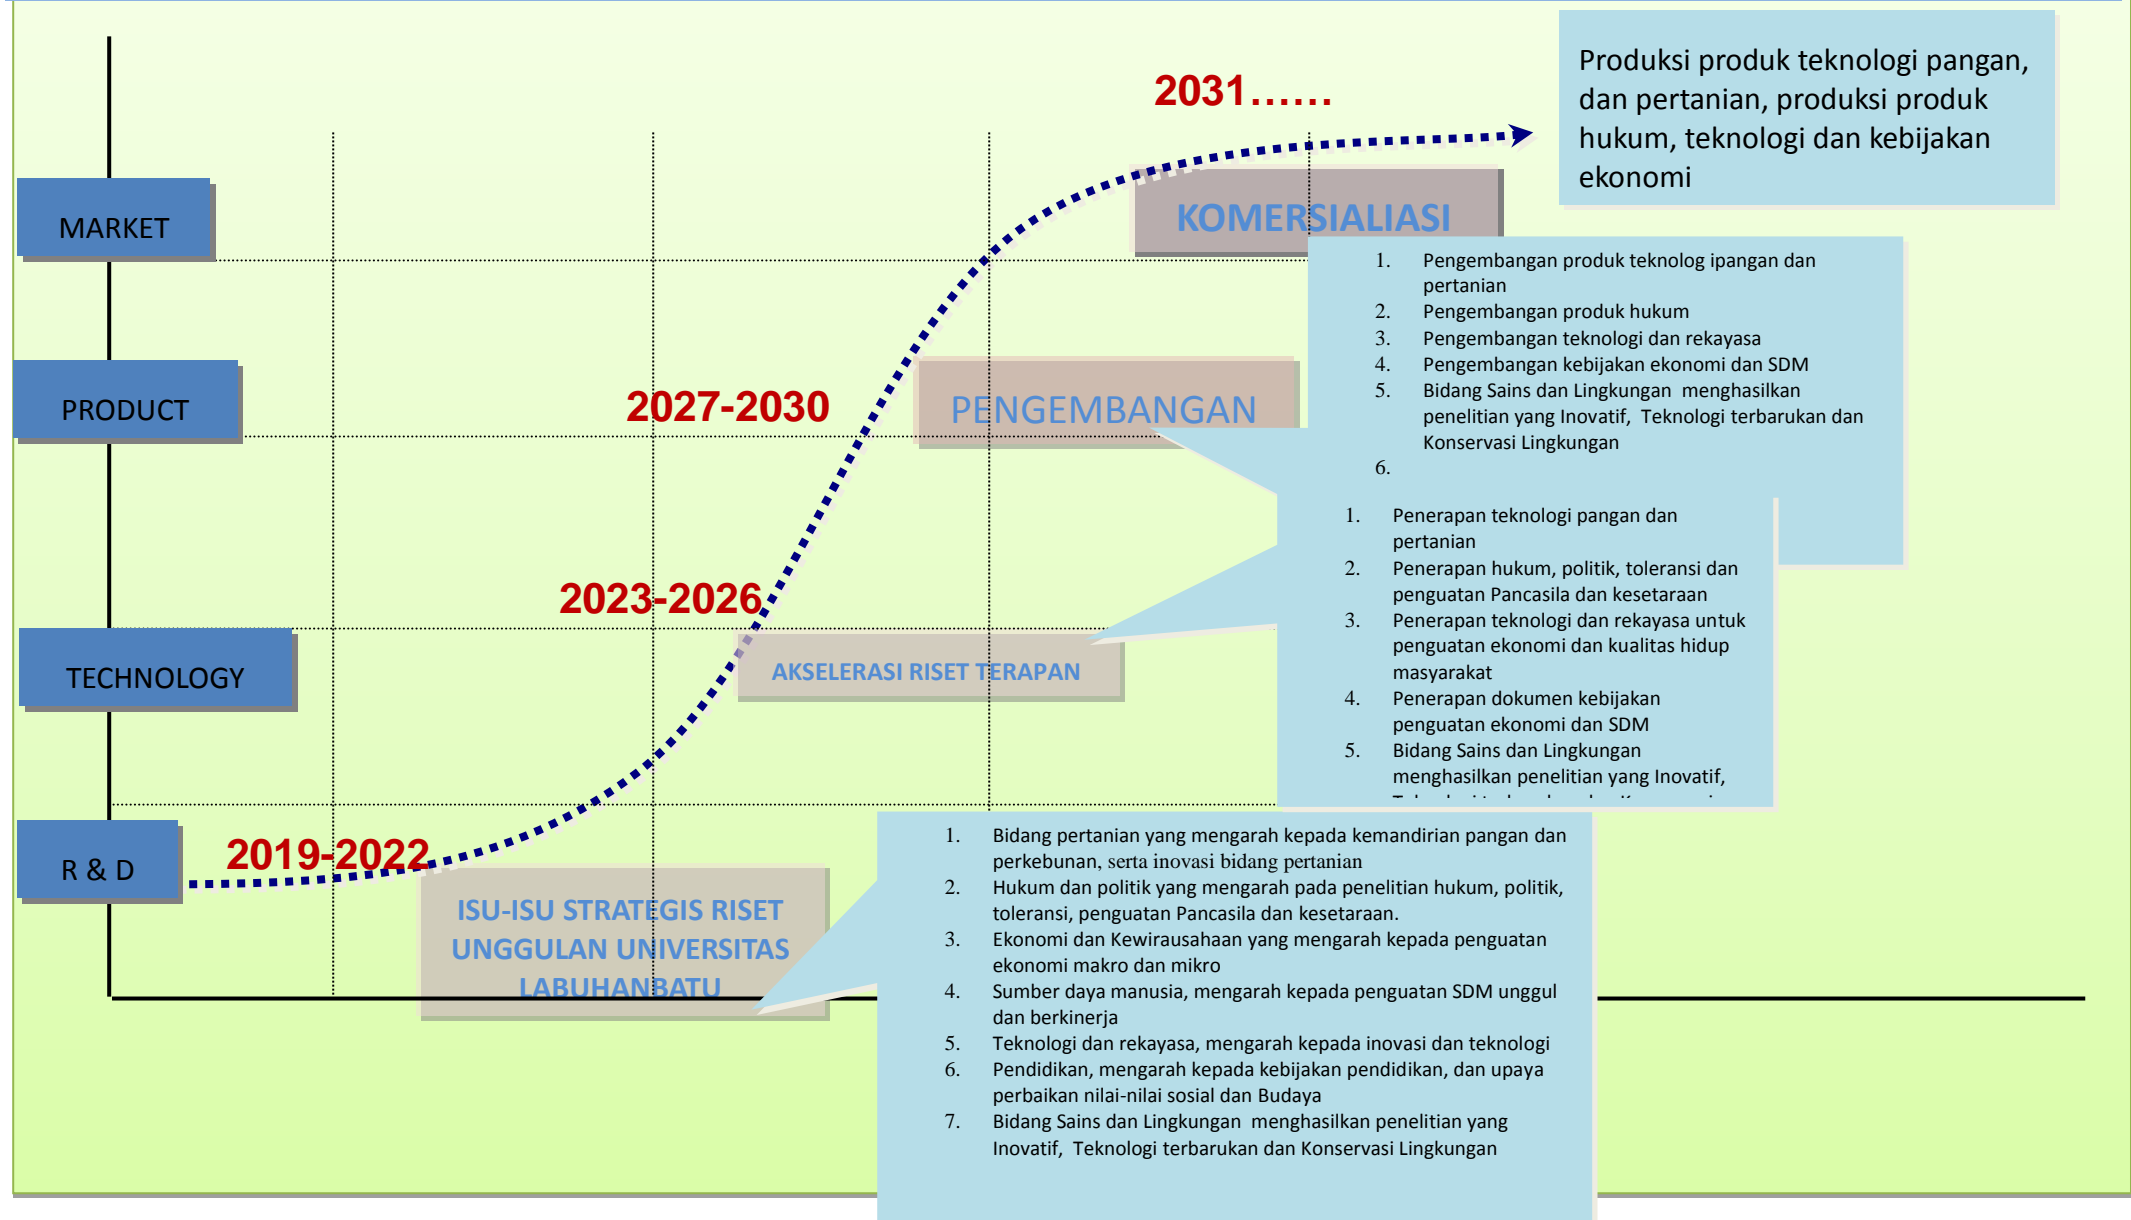 2031......
Produksi produk teknologi pangan,
dan pertanian, produksi produk
hukum, teknologi dan kebijakan
ekonomi
MARKET
KOMERSIALIASI
1. Pengembangan produk teknolog ipangan dan
pertanian
2. Pengembangan produk hukum
3. Pengembangan teknologi dan rekayasa
4. Pengembangan kebijakan ekonomi dan SDM
5. Bidang Sains dan Lingkungan menghasilkan
penelitian yang Inovatif, Teknologi terbarukan dan
Konservasi Lingkungan
6.
PRODUCT
2027-2030
PENGEMBANGAN
1. Penerapan teknologi pangan dan
pertanian
2. Penerapan hukum, politik, toleransi dan
penguatan Pancasila dan kesetaraan
3. Penerapan teknologi dan rekayasa untuk
penguatan ekonomi dan kualitas hidup
masyarakat
4. Penerapan dokumen kebijakan
penguatan ekonomi dan SDM
5. Bidang Sains dan Lingkungan
menghasilkan penelitian yang Inovatif,
2023-2026
TECHNOLOGY
AKSELERASI RISET TERAPAN
R & D
2019-2022
ISU-ISU STRATEGIS RISET
UNGGULAN UNIVERSITAS
LABUHANBATU
1. Bidang pertanian yang mengarah kepada kemandirian pangan dan
perkebunan, serta inovasi bidang pertanian
2. Hukum dan politik yang mengarah pada penelitian hukum, politik,
toleransi, penguatan Pancasila dan kesetaraan.
3. Ekonomi dan Kewirausahaan yang mengarah kepada penguatan
ekonomi makro dan mikro
4. Sumber daya manusia, mengarah kepada penguatan SDM unggul
dan berkinerja
5. Teknologi dan rekayasa, mengarah kepada inovasi dan teknologi
6. Pendidikan, mengarah kepada kebijakan pendidikan, dan upaya
perbaikan nilai-nilai sosial dan Budaya
7. Bidang Sains dan Lingkungan menghasilkan penelitian yang
Inovatif, Teknologi terbarukan dan Konservasi Lingkungan